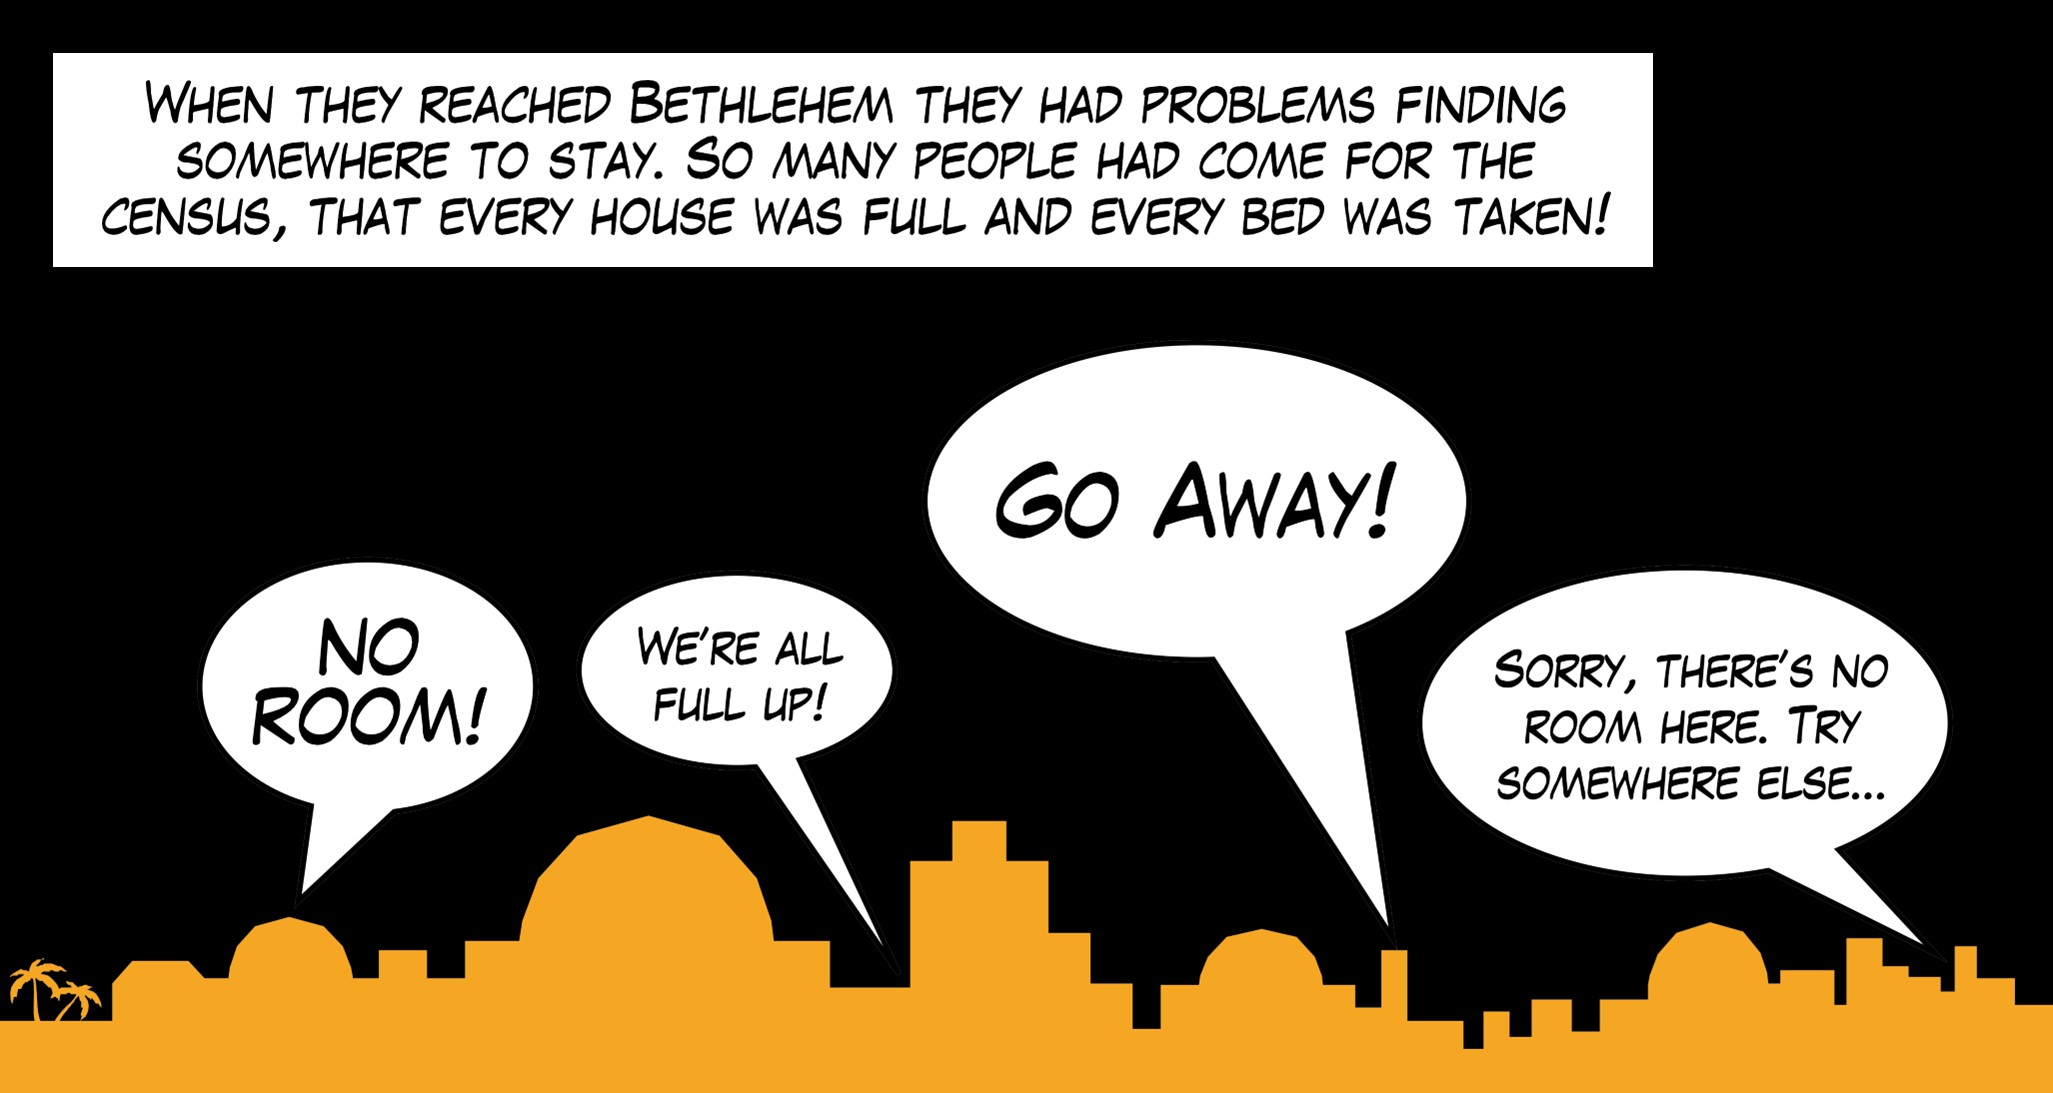 When they reached Bethlehem they had problems finding
somewhere to stay. So many people had come for the
census, that every house was full and every bed was taken!
No
room!
We're all
full up!
Go Away!
Sorry, there's no
room here. Try
somewhere else...